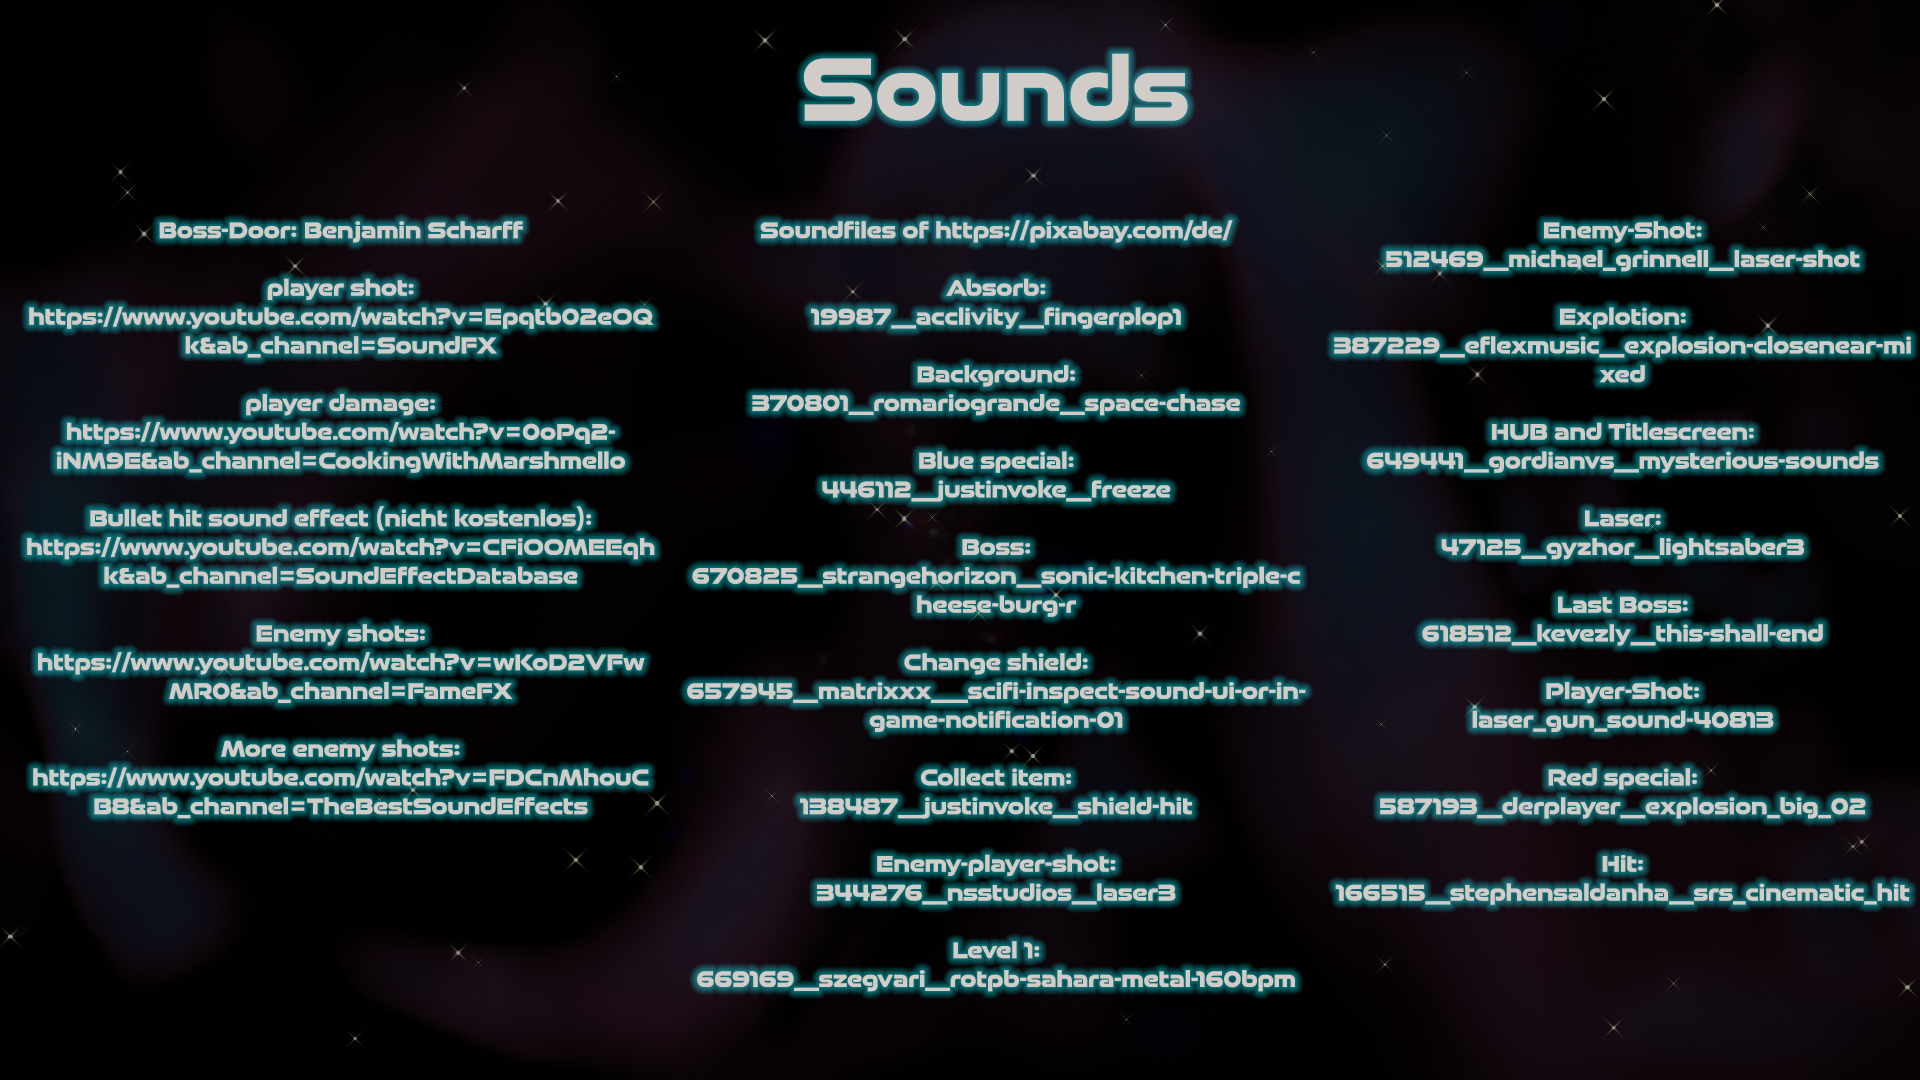 Sounds
Boss-Door: Benjamin Scharff
player shot:
https://www.youtube.com/watch?v=Epqtb02eOQ
k&ab_channel=SoundFX
player damage:
https://www.youtube.com/watch?v=0oPq2-
iNM9E&ab_channel=CookingWithMarshmello
Bullet hit sound effect (nicht kostenlos):
https://www.youtube.com/watch?v=CFiOOMEEqh
k&ab_channel=SoundEffectDatabase
Enemy shots:
https://www.youtube.com/watch?v=wKoD2VFw
MR0&ab_channel=FameFX
More enemy shots:
https://www.youtube.com/watch?v=FDCnMhouC
B8&ab_channel=TheBestSoundEffects
Soundfiles of https://pixabay.com/de/
Absorb:
19987__acclivity__fingerplop1
Background:
370801__romariogrande__space-chase
Blue special:
446112__justinvoke__freeze
Boss:
670825__strangehorizon__sonic-kitchen-triple-c
heese-burg-r
Change shield:
657945__matrixxx___scifi-inspect-sound-ui-or-in-
game-notification-01
Collect item:
138487__justinvoke__shield-hit
Enemy-player-shot:
344276__nsstudios__laser3
Level 1:
669169__szegvari__rotpb-sahara-metal-160bpm
Enemy-Shot:
512469__michael_grinnell__laser-shot
Explotion:
387229__eflexmusic__explosion-closenear-mi
xed
HUB and Titlescreen:
649441__gordianvs__mysterious-sounds
Laser:
47125__gyzhor__lightsaber3
Last Boss:
618512__kevezly__this-shall-end
Player-Shot:
laser_gun_sound-40813
Red special:
587193__derplayer__explosion_big_02
Hit:
166515__stephensaldanha__srs_cinematic_hit